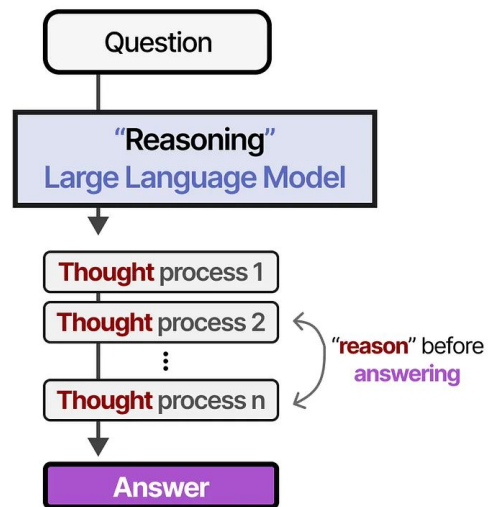 Question
“Reasoning”
Large Language Model
Thought process 1
Thought process 2
⋮
Thought process n
“reason” before
answering
Answer